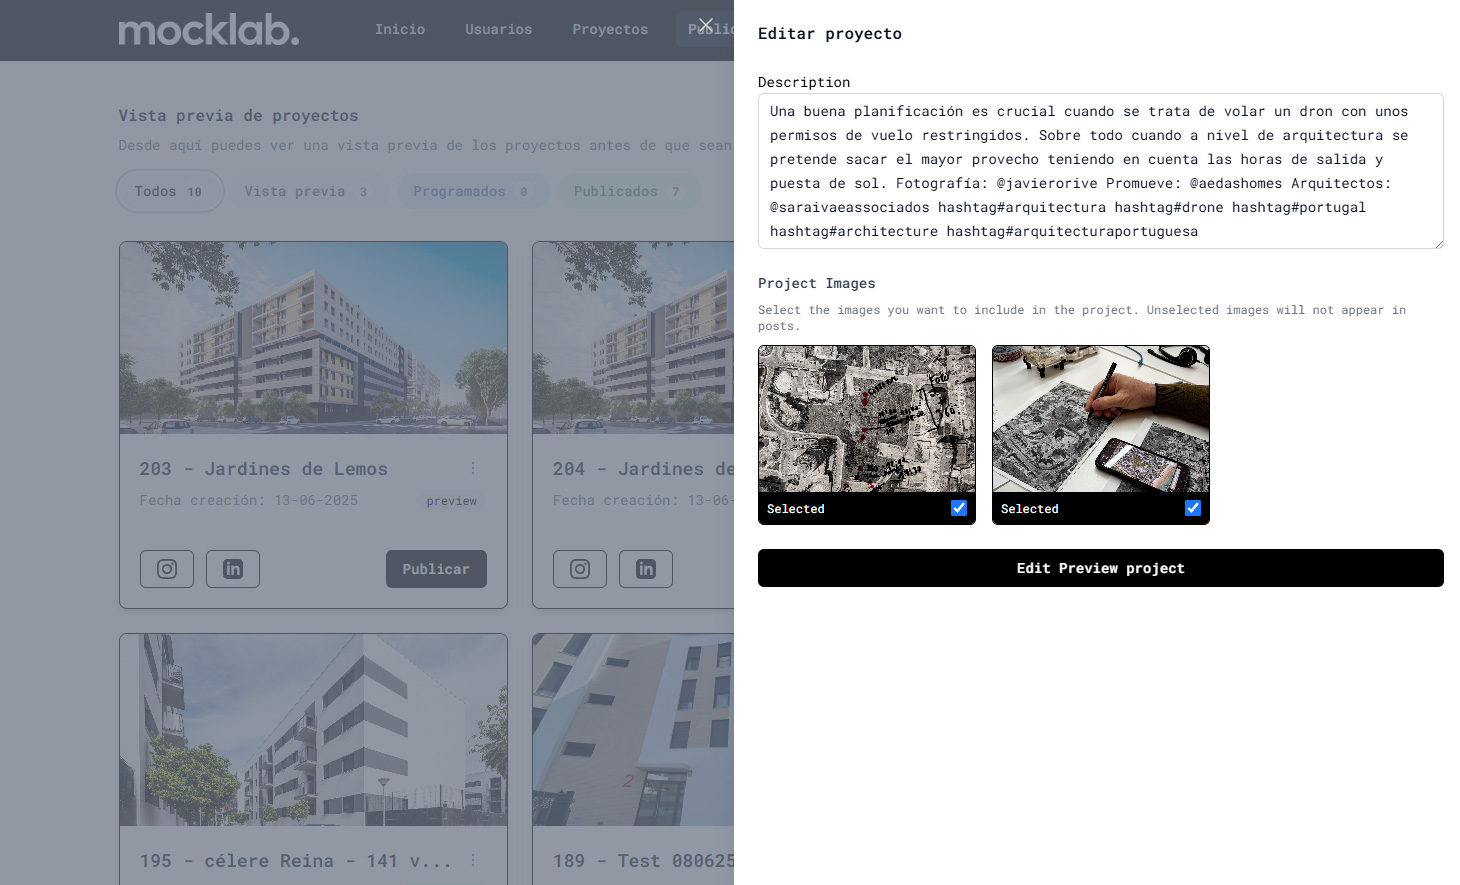 mocklab.
Inicio
Usuarios
Proyectos
Vista previa de proyectos
Desde aquí puedes ver una vista previa de los proyectos antes de que sean
Todos 10
Vista previa 3
Programados 8
Publicados 7
203 - Jardines de Lemos
Fecha creación: 13-06-2025
preview
Publicar
204 - Jardines de
Fecha creación: 13-06-
195 - célere Reina - 141 v...
2
189 - Test 080625
Editar proyecto
Description
Una buena planificación es crucial cuando se trata de volar un dron con unos
permisos de vuelo restringidos. Sobre todo cuando a nivel de arquitectura se
pretende sacar el mayor provecho teniendo en cuenta las horas de salida y
puesta de sol. Fotografía: @javierorive Promueve: @aedashomes Arquitectos:
@saraivaeassociados hashtag#arquitectura hashtag#drone hashtag#portugal
hashtag#architecture hashtag#arquitecturaportuguesa
Project Images
Select the images you want to include in the project. Unselected images will not appear in
posts.
Selected
Selected
Edit Preview project